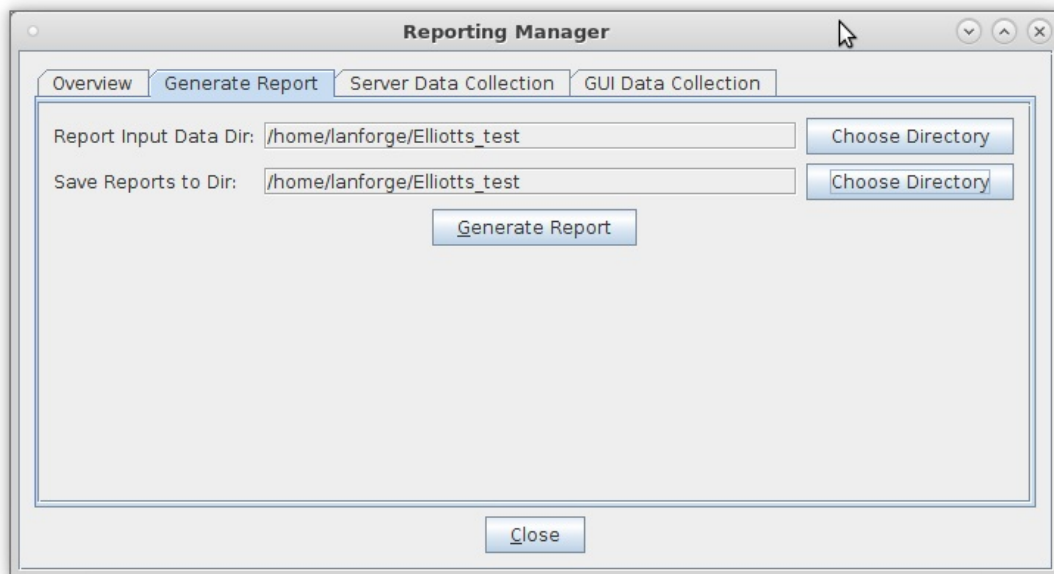 Reporting Manager
Overview Generate Report Server Data Collection GUI Data Collection
Report Input Data Dir: /home/lanforge/Elliotts_test Choose Directory
Save Reports to Dir: /home/lanforge/Elliotts_test Choose Directory
Generate Report
Close